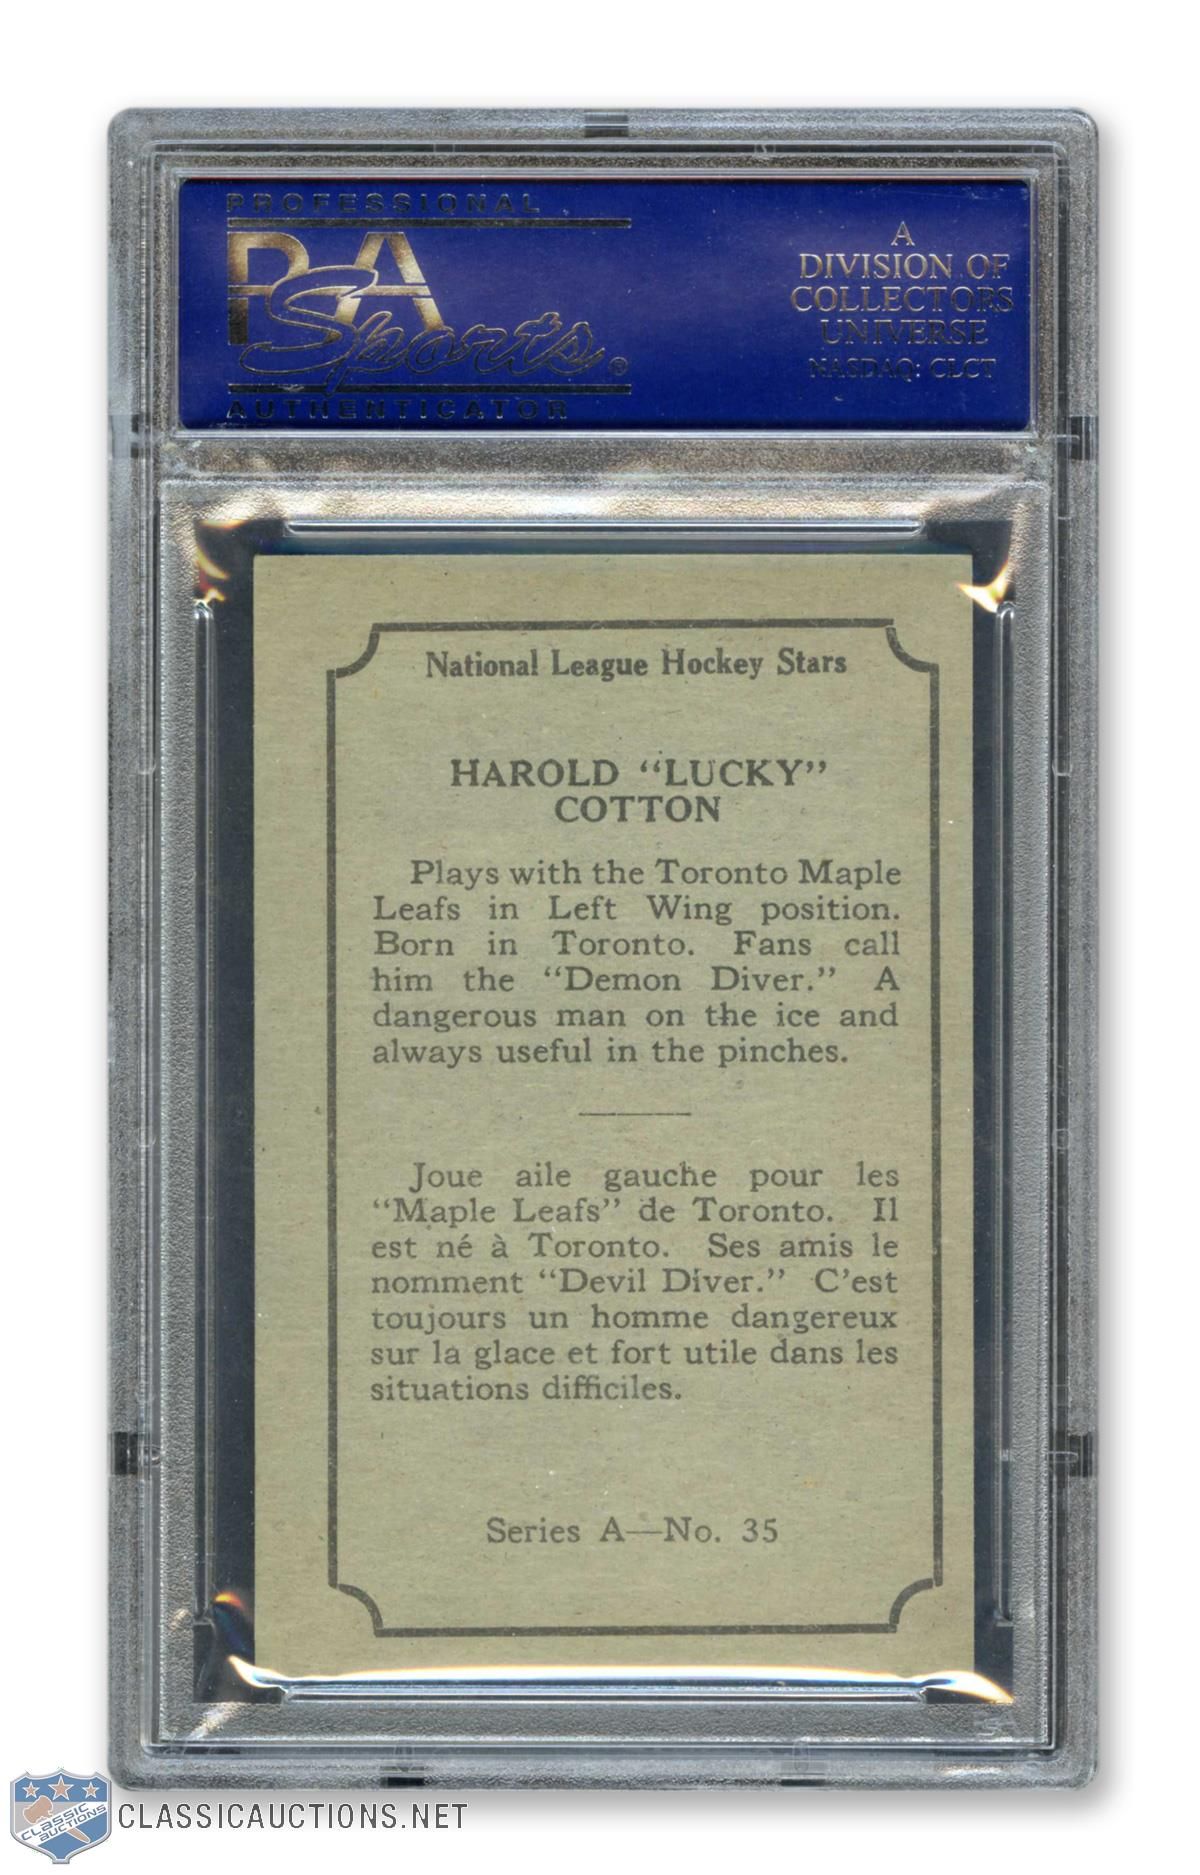 PROFESSIONAL
PSA
Sports®
AUTHENTICATOR
A
DIVISION OF
COLLECTORS
UNIVERSE
NASDAQ: CLCT
National League Hockey Stars
HAROLD “LUCKY”
COTTON
Plays with the Toronto Maple
Leafs in Left Wing position.
Born in Toronto. Fans call
him the “Demon Diver.” A
dangerous man on the ice and
always useful in the pinches.
Joue aile gauche pour les
“Maple Leafs” de Toronto. Il
est né à Toronto. Ses amis le
nomment “Devil Diver.” C’est
toujours un homme dangereux
sur la glace et fort utile dans les
situations difficiles.
Series A—No. 35
CLASSIC
AUCTIONS
CLASSICAUCTIONS.NET